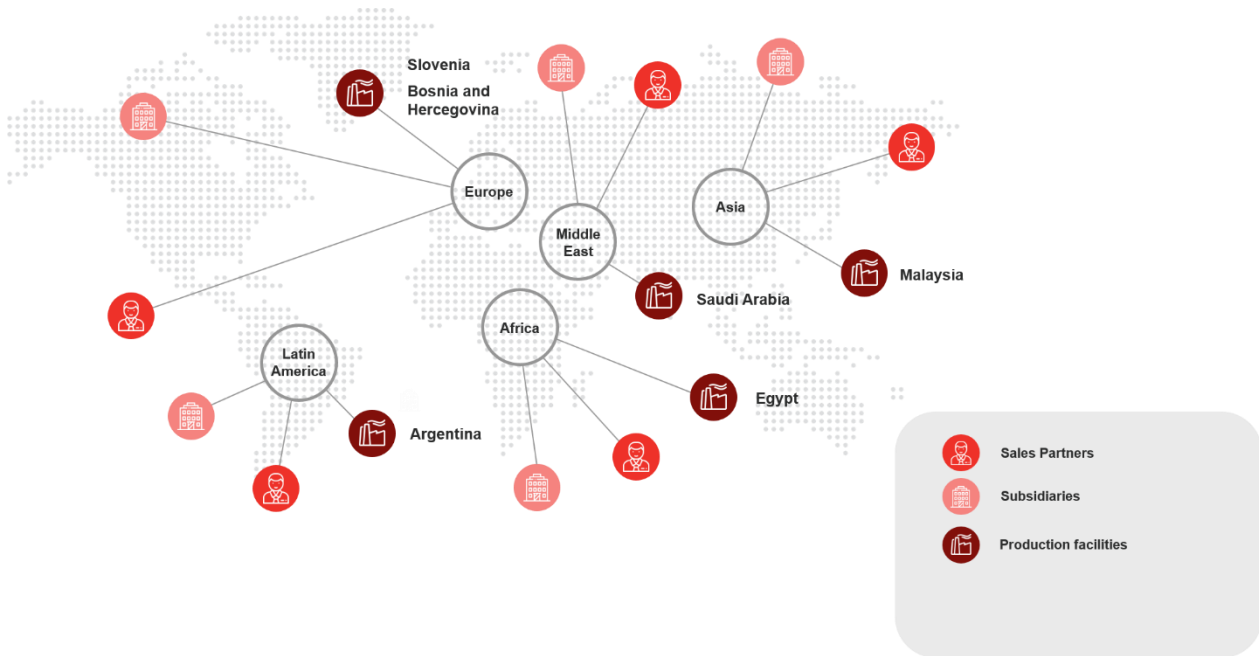 Slovenia
Bosnia and
Hercegovina
Europe
Asia
Middle
East
Malaysia
Saudi Arabia
Africa
Latin
America
Egypt
Argentina
Sales Partners
Subsidiaries
Production facilities